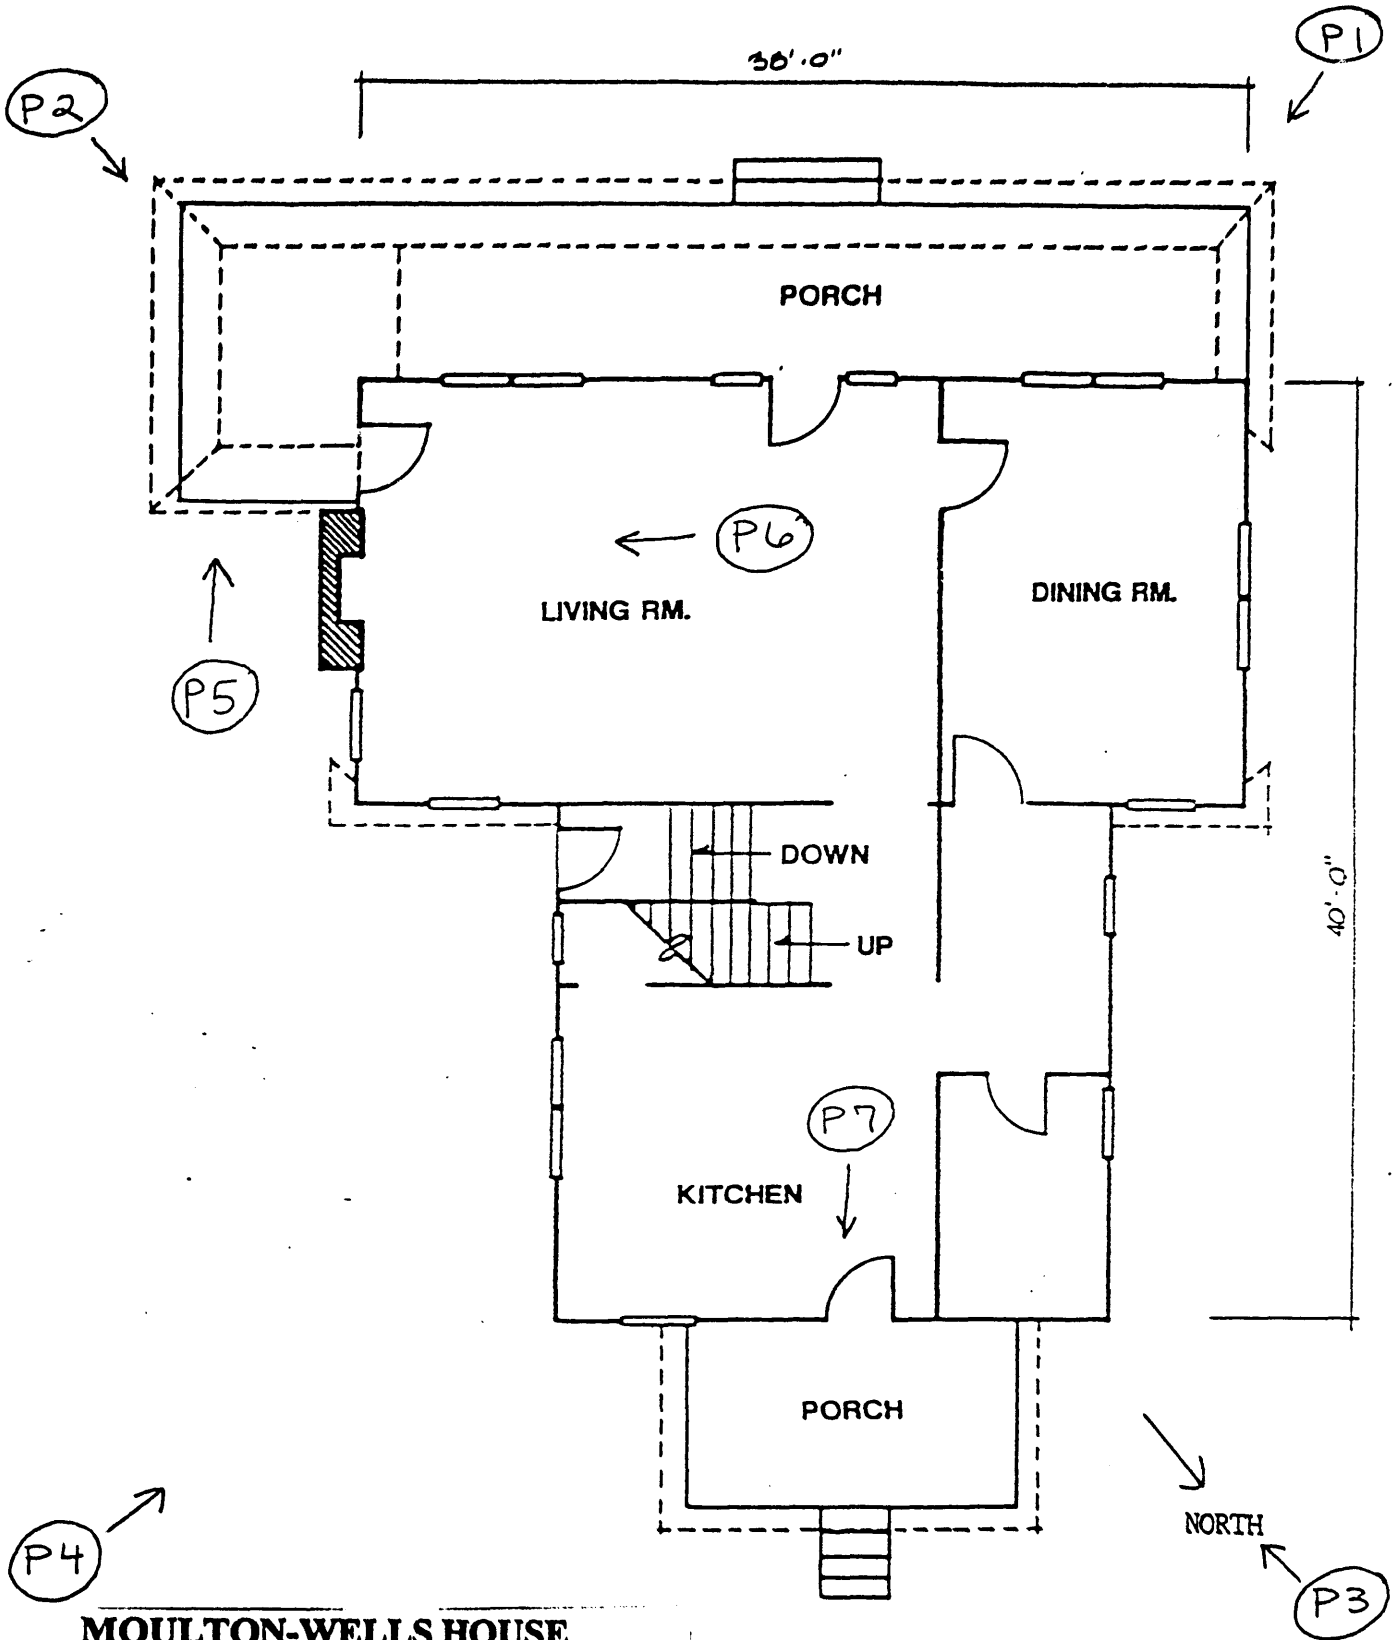 P1
38'.0"
P2
PORCH
P6
LIVING RM.
DINING RM.
P5
DOWN
UP
40'.0"
P7
KITCHEN
PORCH
NORTH
P4
P3
MOULTON-WELLS HOUSE